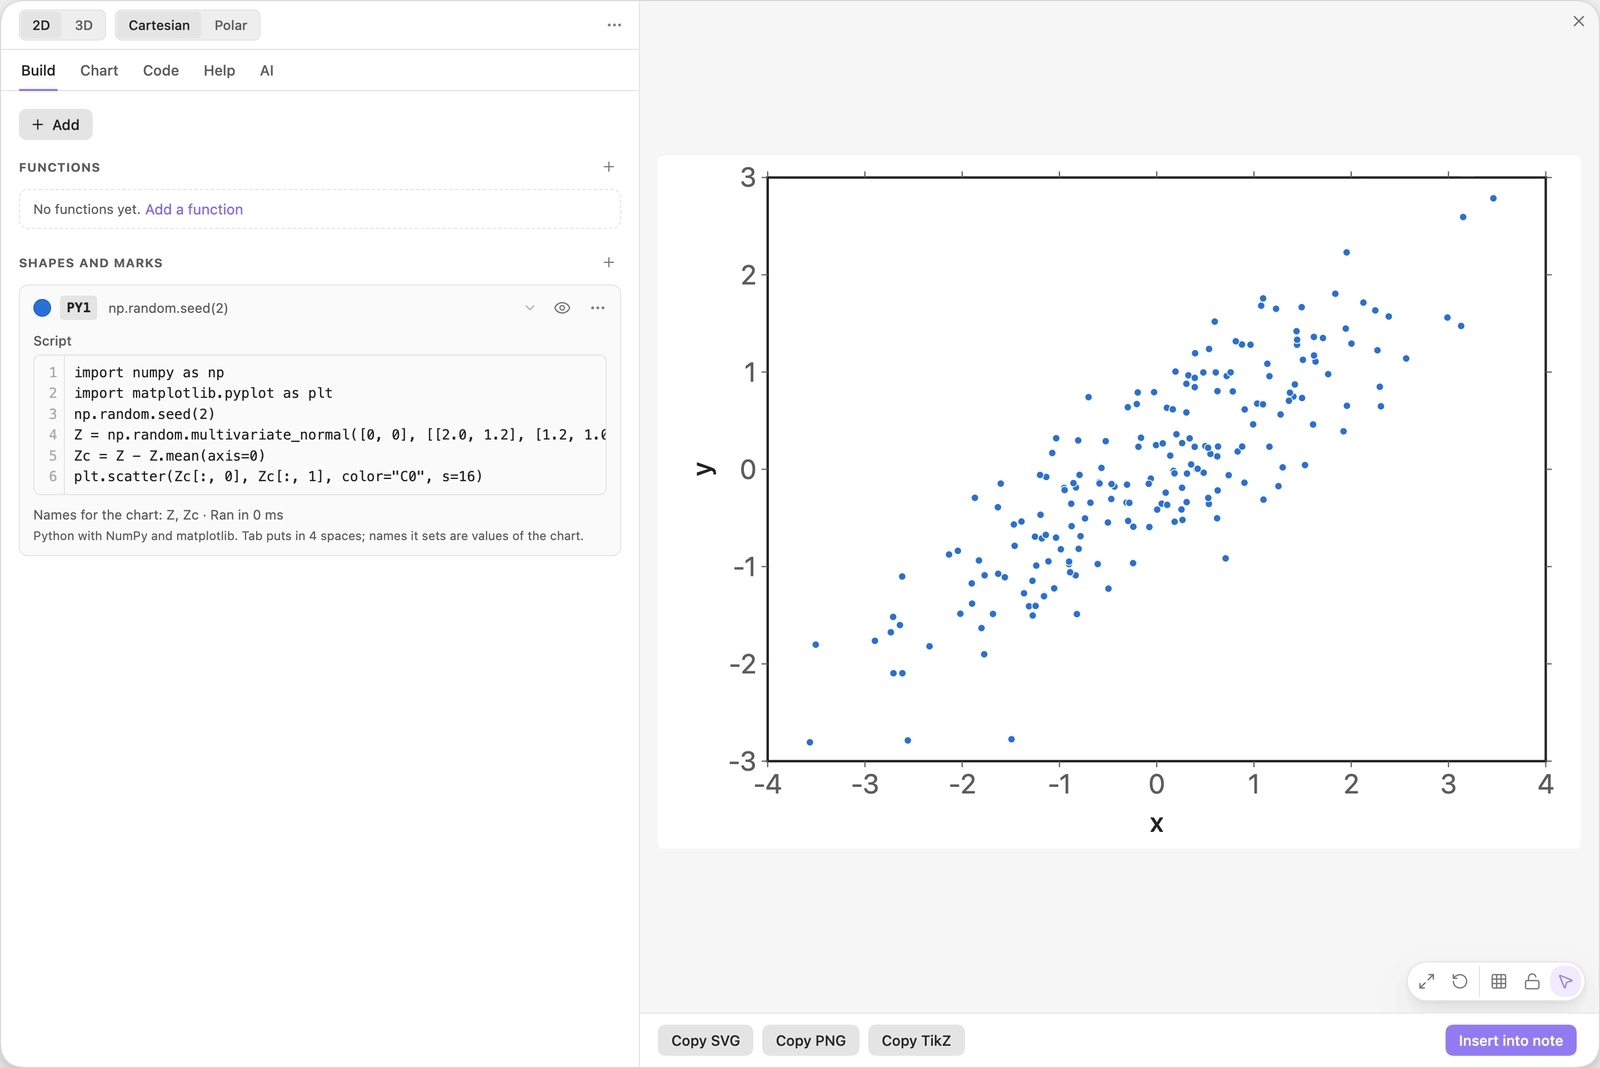 2D 3D Cartesian Polar
Build Chart Code Help AI
+ Add
FUNCTIONS
No functions yet. Add a function
SHAPES AND MARKS
PY1 np.random.seed(2)
Script
1 import numpy as np
2 import matplotlib.pyplot as plt
3 np.random.seed(2)
4 Z = np.random.multivariate_normal([0, 0], [[2.0, 1.2], [1.2, 1.0
5 Zc = Z - Z.mean(axis=0)
6 plt.scatter(Zc[:, 0], Zc[:, 1], color="C0", s=16)
Names for the chart: Z, Zc · Ran in 0 ms
Python with NumPy and matplotlib. Tab puts in 4 spaces; names it sets are values of the chart.
3
2
1
0
-1
-2
-3
y
-4 -3 -2 -1 0 1 2 3 4
x
Copy SVG Copy PNG Copy TikZ Insert into note